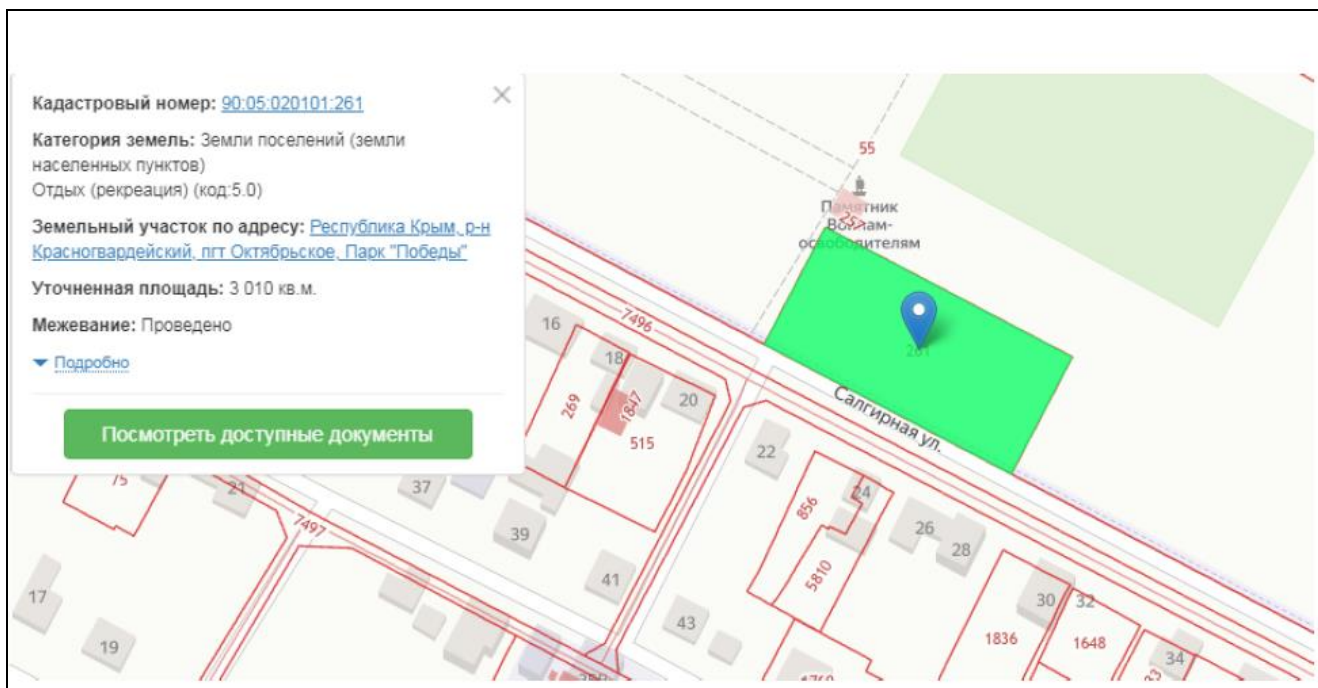 Кадастровый номер: 90:05:020101:261
Категория земель: Земли поселений (земли
населенных пунктов)
Отдых (рекреация) (код:5.0)
Земельный участок по адресу: Республика Крым, р-н
Красногвардейский, пгт Октябрьское, Парк "Победы"
Уточненная площадь: 3 010 кв.м.
Межевание: Проведено
Подробно
Посмотреть доступные документы
55
Памятник
Воинам-
освободителям
257
261
7496
Салгирная ул.
16
18
20
269
1847
515
22
24
856
5810
26
28
75
21
37
39
41
43
7497
17
19
30
32
34
1836
1648